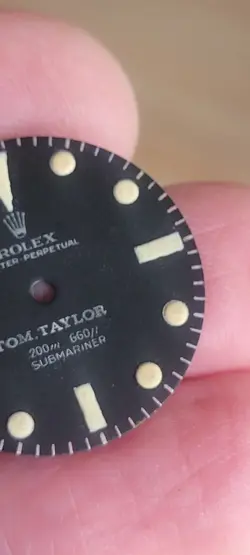 ROLEX
TER-PERPETUAL
TOM.TAYLOR
200m 660ft
SUBMARINER